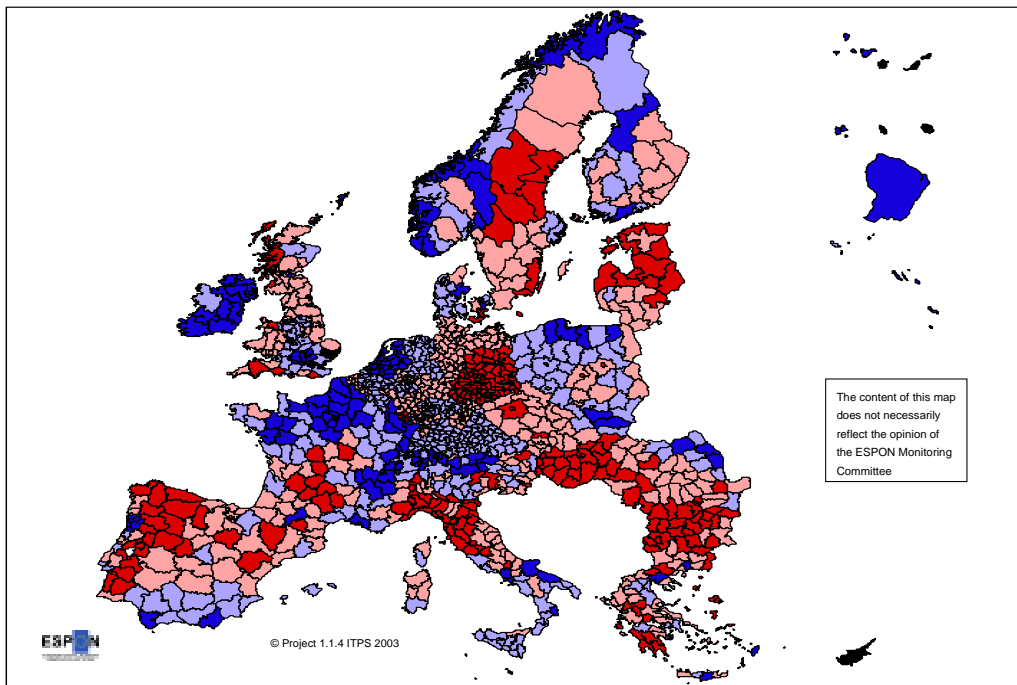 The content of this map
does not necessarily
reflect the opinion of
the ESPON Monitoring
Committee
ESPON
© Project 1.1.4 ITPS 2003